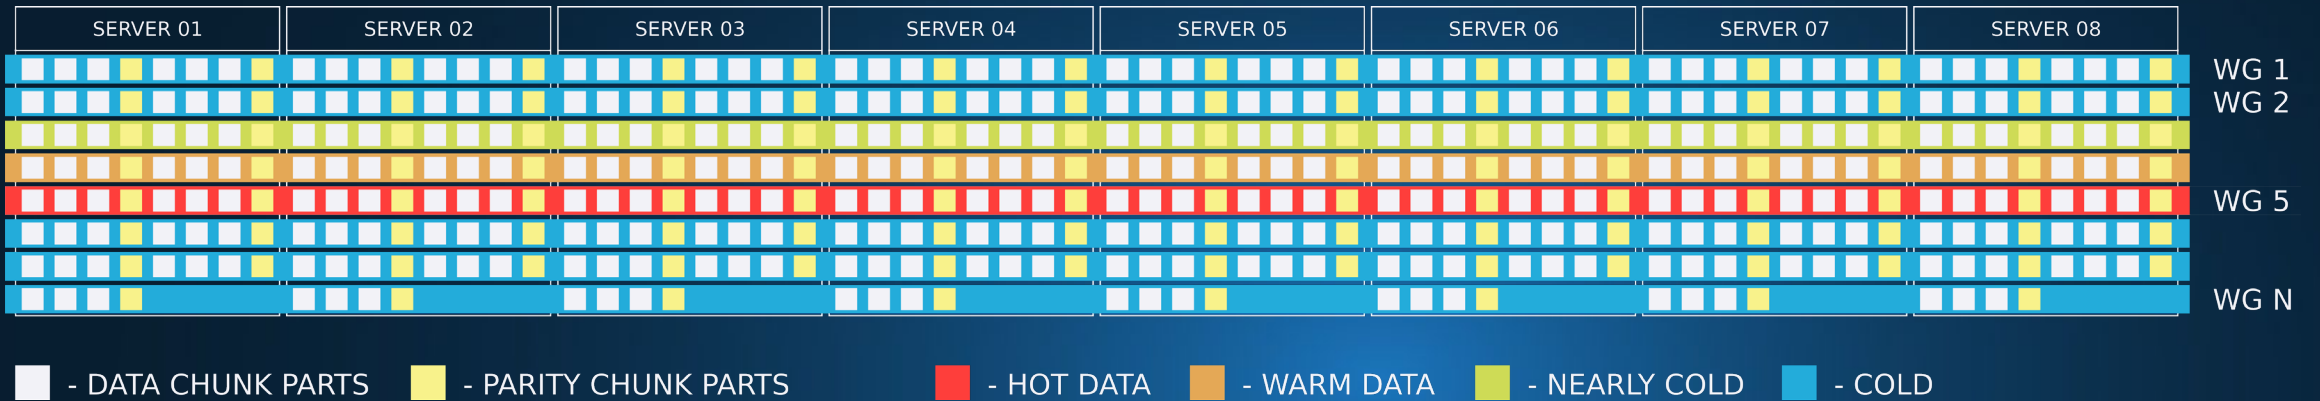 SERVER 01
SERVER 02
SERVER 03
SERVER 04
SERVER 05
SERVER 06
SERVER 07
SERVER 08
WG 1
WG 2
WG 5
WG N
- DATA CHUNK PARTS
- PARITY CHUNK PARTS
- HOT DATA
- WARM DATA
- NEARLY COLD
- COLD